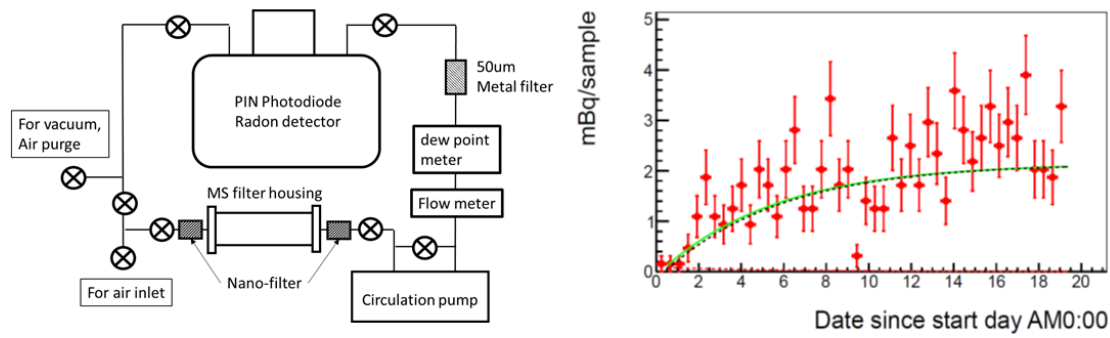 PIN Photodiode
Radon detector
50um
Metal filter
For vacuum,
Air purge
dew point
meter
MS filter housing
Flow meter
Nano-filter
For air inlet
Circulation pump
mBq/sample
5
4
3
2
1
0
0 2 4 6 8 10 12 14 16 18 20
Date since start day AM0:00